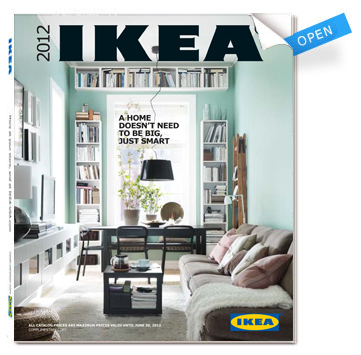 OPEN
2012
IKEA
A HOME
DOESN'T NEED
TO BE BIG,
JUST SMART
ALL CATALOG PRICES ARE MAXIMUM PRICES VALID UNTIL JUNE 30, 2012
IKEA
IKEA